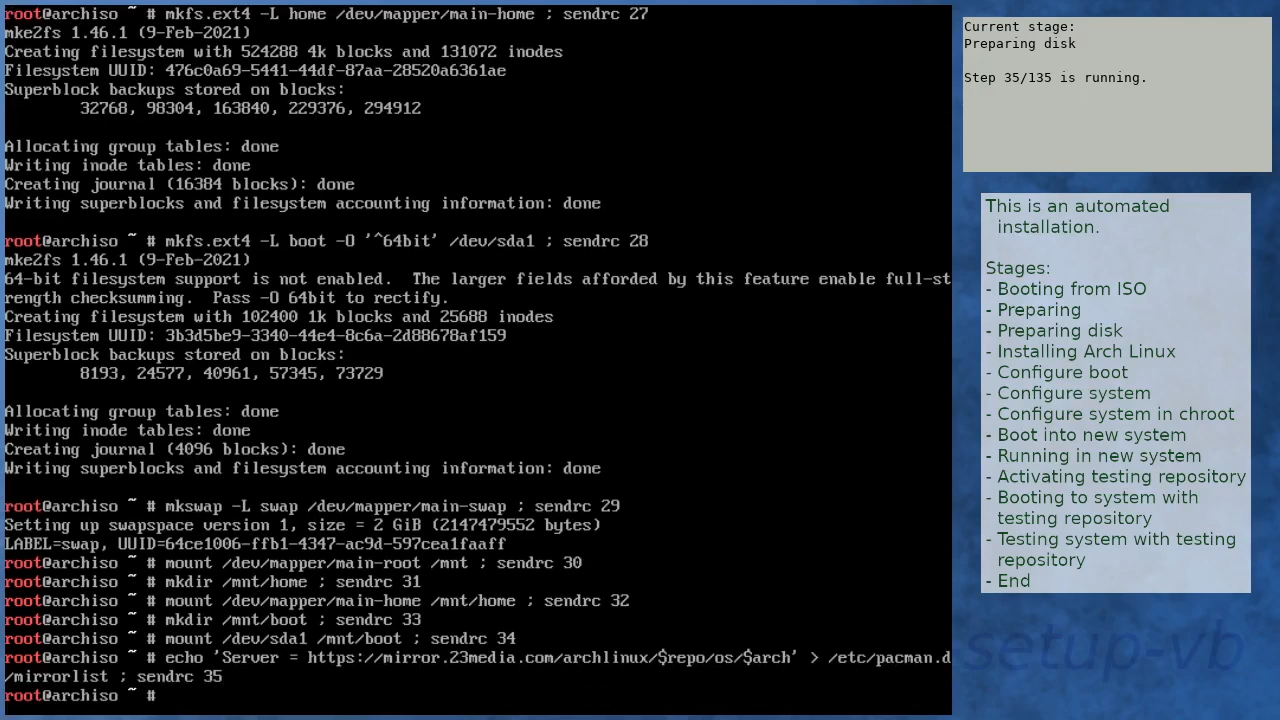 root@archiso ~ # mkfs.ext4 -L home /dev/mapper/main-home ; sendrc 27
mke2fs 1.46.1 (9-Feb-2021)
Creating filesystem with 524288 4k blocks and 131072 inodes
Filesystem UUID: 476c0a69-5441-44df-87aa-28520a6361ae
Superblock backups stored on blocks:
        32768, 98304, 163840, 229376, 294912

Allocating group tables: done
Writing inode tables: done
Creating journal (16384 blocks): done
Writing superblocks and filesystem accounting information: done

root@archiso ~ # mkfs.ext4 -L boot -O '^64bit' /dev/sda1 ; sendrc 28
mke2fs 1.46.1 (9-Feb-2021)
64-bit filesystem support is not enabled.  The larger fields afforded by this feature enable full-st
rength checksumming.  Pass -O 64bit to rectify.
Creating filesystem with 102400 1k blocks and 25688 inodes
Filesystem UUID: 3b3d5be9-3340-44e4-8c6a-2d88678af159
Superblock backups stored on blocks:
        8193, 24577, 40961, 57345, 73729

Allocating group tables: done
Writing inode tables: done
Creating journal (4096 blocks): done
Writing superblocks and filesystem accounting information: done

root@archiso ~ # mkswap -L swap /dev/mapper/main-swap ; sendrc 29
Setting up swapspace version 1, size = 2 GiB (2147479552 bytes)
LABEL=swap, UUID=64ce1006-ffb1-4347-ac9d-597cea1faaff
root@archiso ~ # mount /dev/mapper/main-root /mnt ; sendrc 30
root@archiso ~ # mkdir /mnt/home ; sendrc 31
root@archiso ~ # mount /dev/mapper/main-home /mnt/home ; sendrc 32
root@archiso ~ # mkdir /mnt/boot ; sendrc 33
root@archiso ~ # mount /dev/sda1 /mnt/boot ; sendrc 34
root@archiso ~ # echo 'Server = https://mirror.23media.com/archlinux/$repo/os/$arch' > /etc/pacman.d
/mirrorlist ; sendrc 35
root@archiso ~ #
Current stage:
Preparing disk

Step 35/135 is running.
This is an automated
installation.

Stages:
- Booting from ISO
- Preparing
- Preparing disk
- Installing Arch Linux
- Configure boot
- Configure system
- Configure system in chroot
- Boot into new system
- Running in new system
- Activating testing repository
- Booting to system with
testing repository
- Testing system with testing
repository
- End
setup-vb